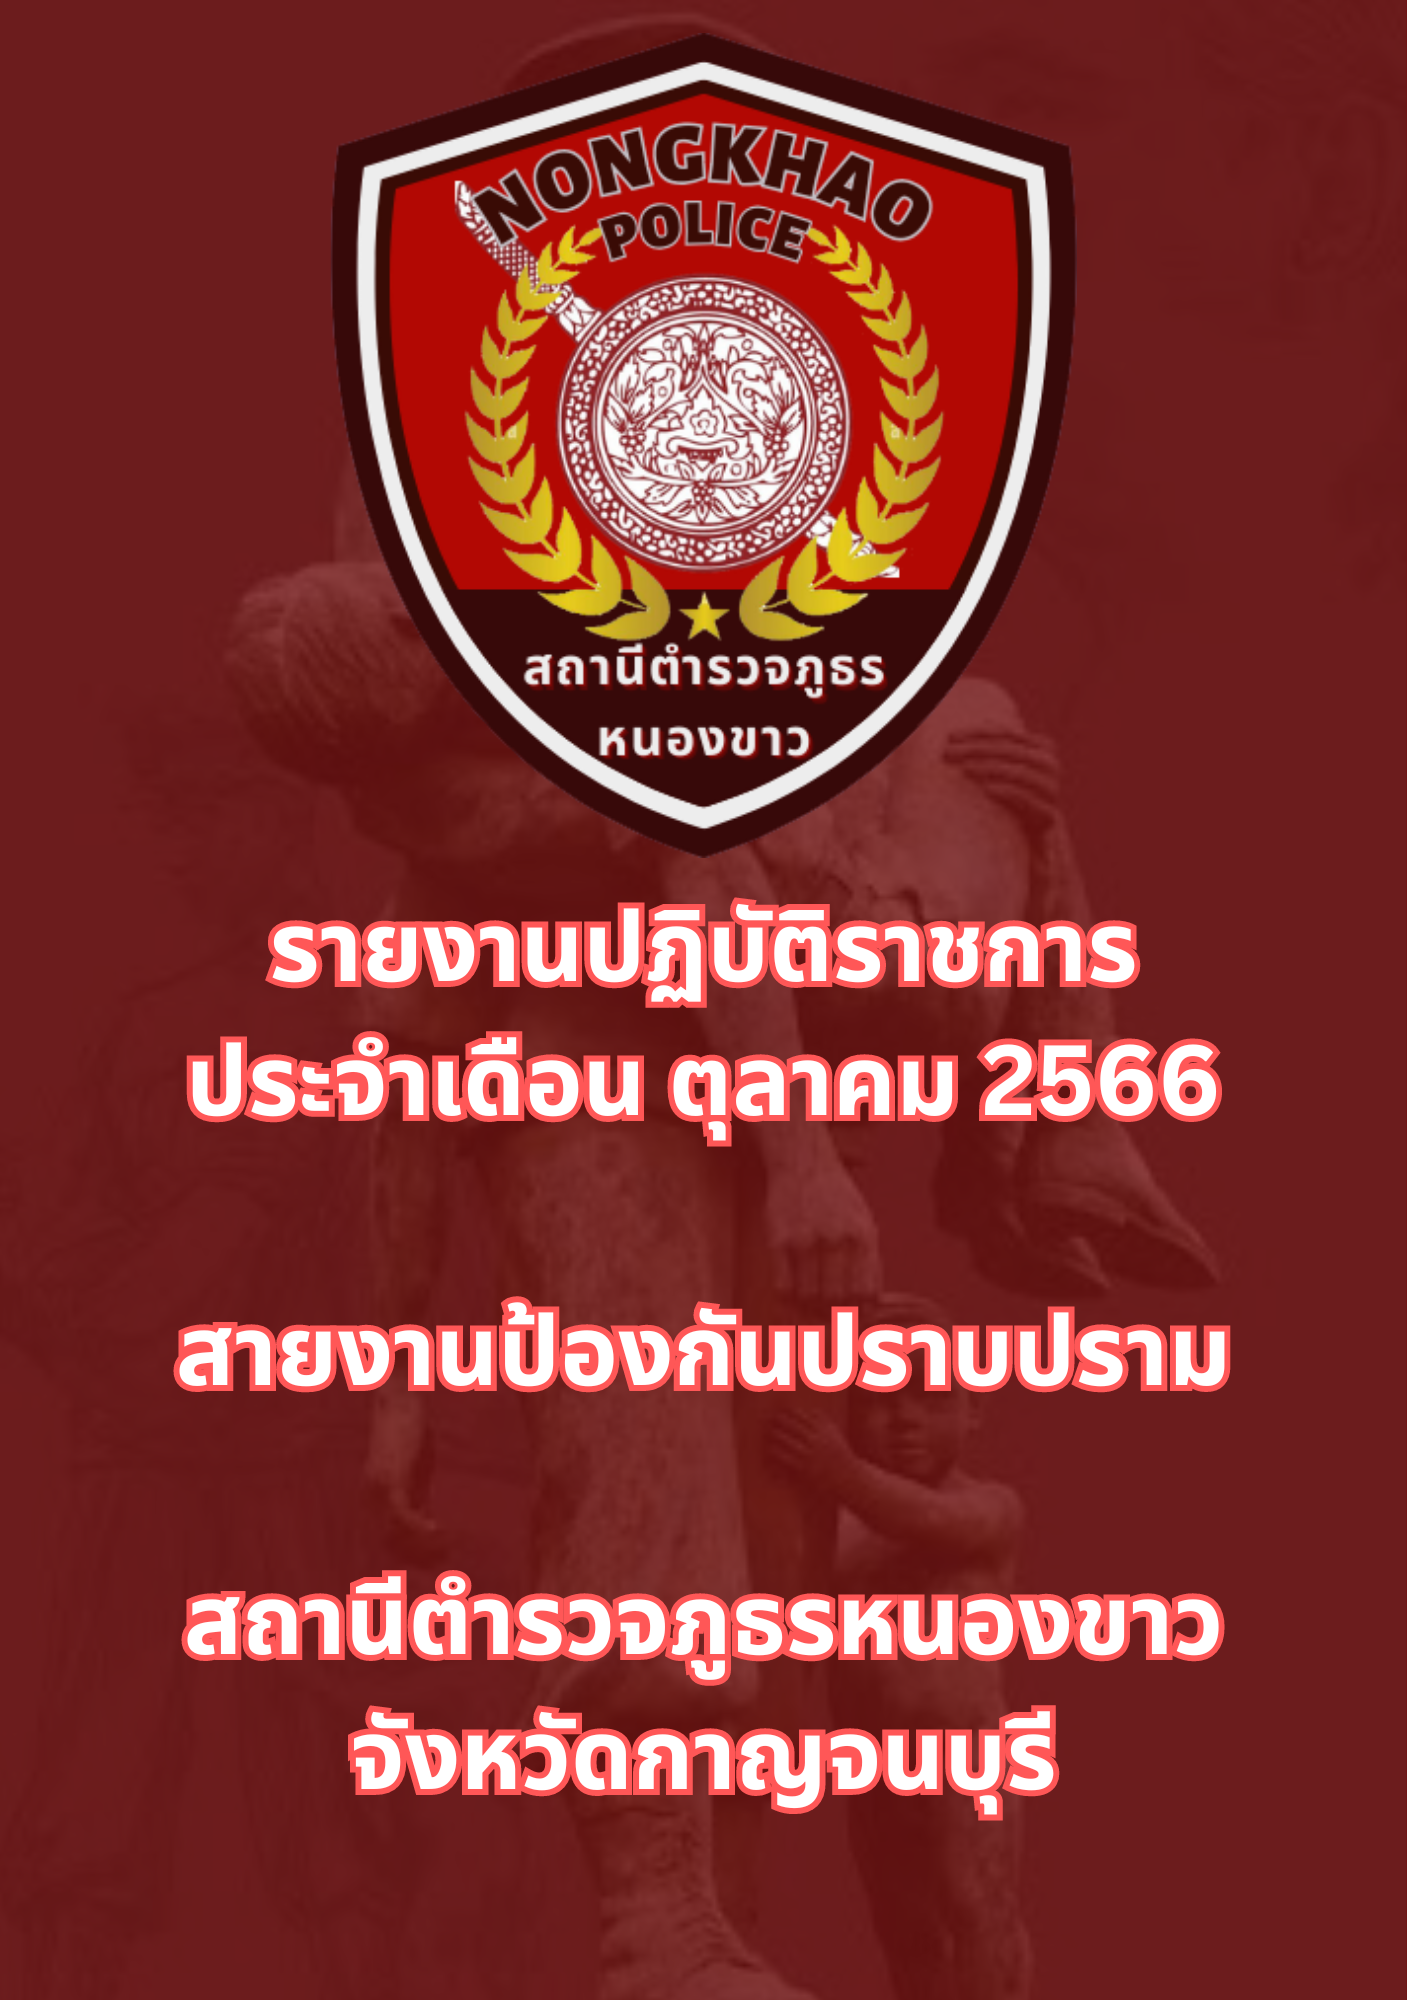 NONGKHAO
POLICE
สถานีตำรวจภูธร
หนองขาว
รายงานปฏิบัติราชการ
ประจำเดือน ตุลาคม 2566
สายงานป้องกันปราบปราม
สถานีตำรวจภูธรหนองขาว
จังหวัดกาญจนบุรี